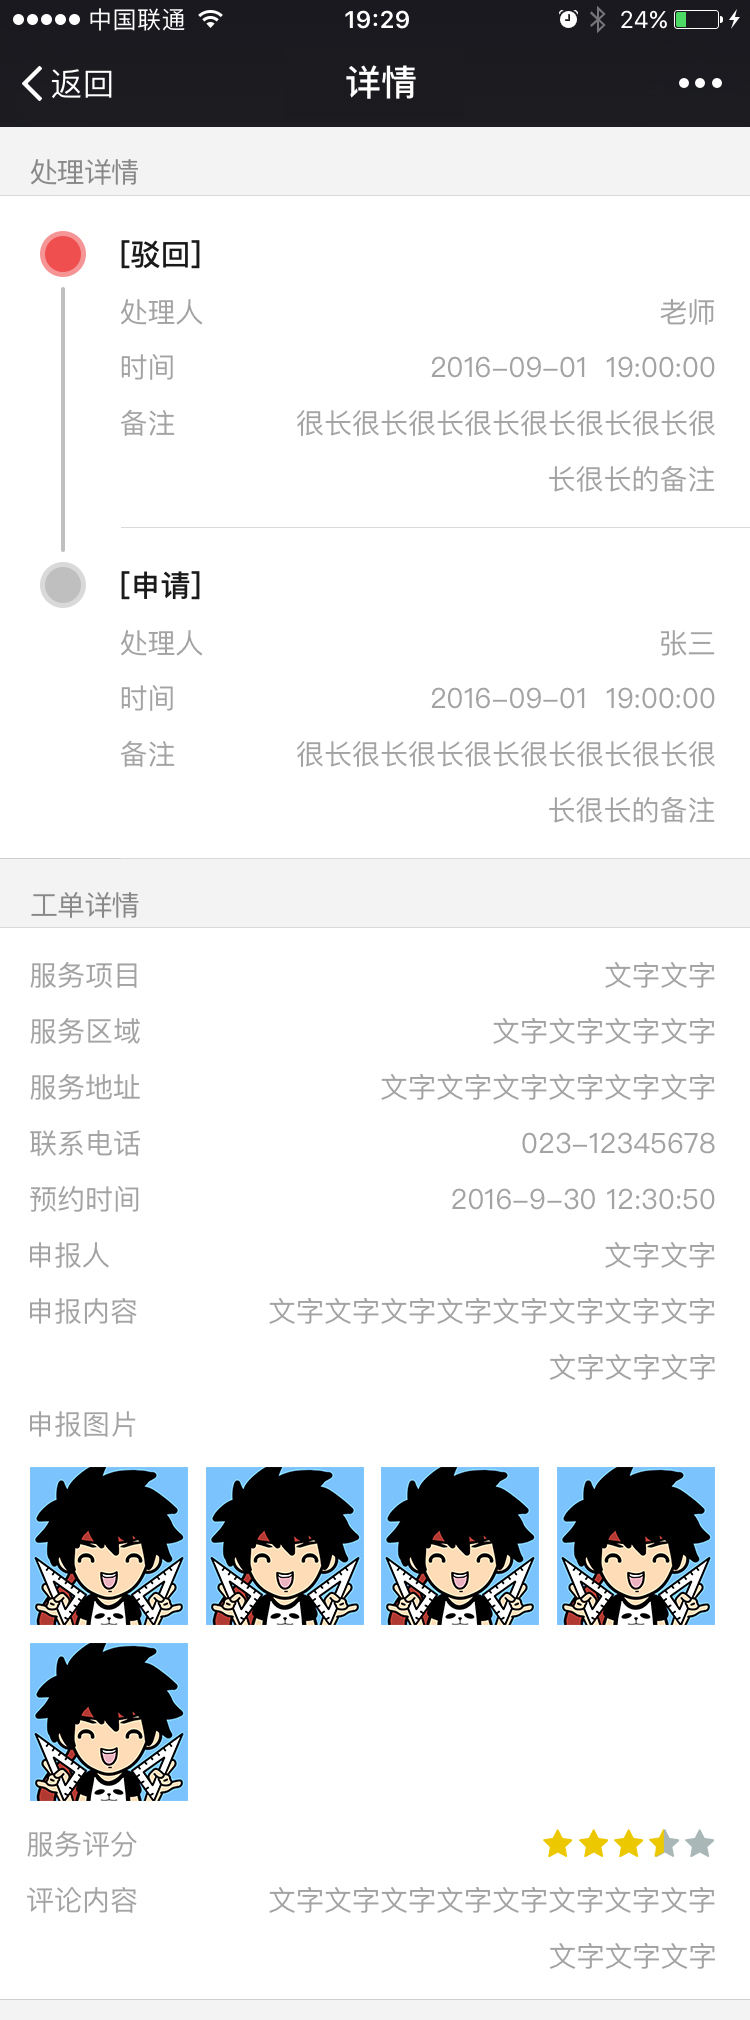 中国联通 19:29 24%
返回 详情
处理详情
[驳回]
处理人 老师
时间 2016-09-01 19:00:00
备注 很长很长很长很长很长很长很长很
长很长的备注
[申请]
处理人 张三
时间 2016-09-01 19:00:00
备注 很长很长很长很长很长很长很长很
长很长的备注
工单详情
服务项目 文字文字
服务区域 文字文字文字文字
服务地址 文字文字文字文字文字文字
联系电话 023-12345678
预约时间 2016-9-30 12:30:50
申报人 文字文字
申报内容 文字文字文字文字文字文字文字文字
文字文字文字
申报图片
服务评分
评论内容 文字文字文字文字文字文字文字文字
文字文字文字